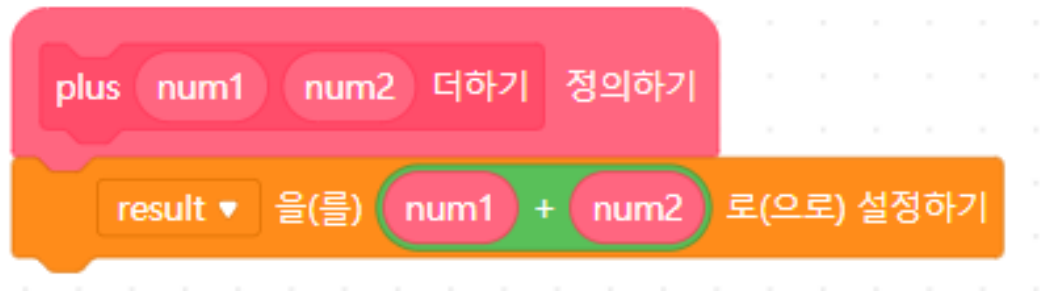 plus num1 num2 더하기 정의하기
result ▼ 을(를) num1 + num2 로(으로) 설정하기